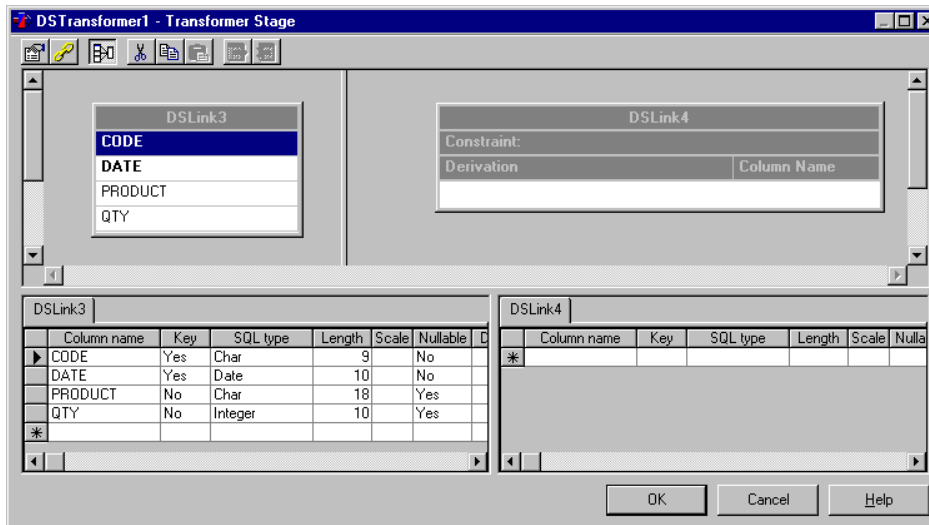 DSTransformer1 - Transformer Stage
DSLink3
CODE
DATE
PRODUCT
QTY
DSLink4
Constraint:
Derivation Column Name
DSLink3
Column name Key SQL type Length Scale Nullable D
CODE Yes Char 9 No
DATE Yes Date 10 No
PRODUCT No Char 18 Yes
QTY No Integer 10 Yes
DSLink4
Column name Key SQL type Length Scale Nulla
OK Cancel Help